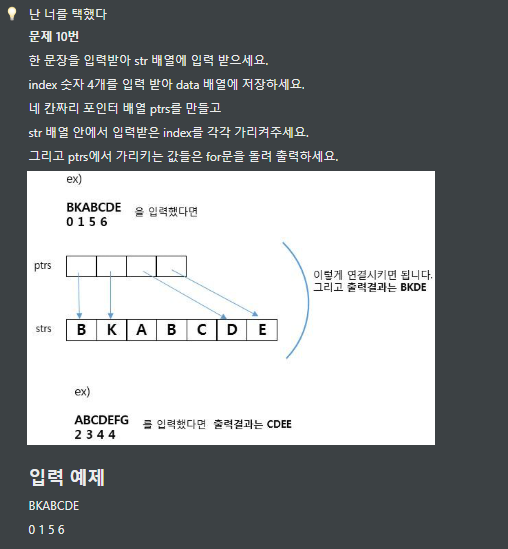 난 너를 택했다
문제 10번
한 문장을 입력받아 str 배열에 입력 받으세요.
index 숫자 4개를 입력 받아 data 배열에 저장하세요.
네 칸짜리 포인터 배열 ptrs를 만들고
str 배열 안에서 입력받은 index를 각각 가리켜주세요.
그리고 ptrs에서 가리키는 값들은 for문을 돌려 출력하세요.
ex)
BKABCDE
0 1 5 6
을 입력했다면
ptrs
이렇게 연결시키면 됩니다.
그리고 출력결과는 BKDE
strs B K A B C D E
ex)
ABCDEFG
2 3 4 4
를 입력했다면 출력결과는 CDEE
입력 예제
BKABCDE
0 1 5 6